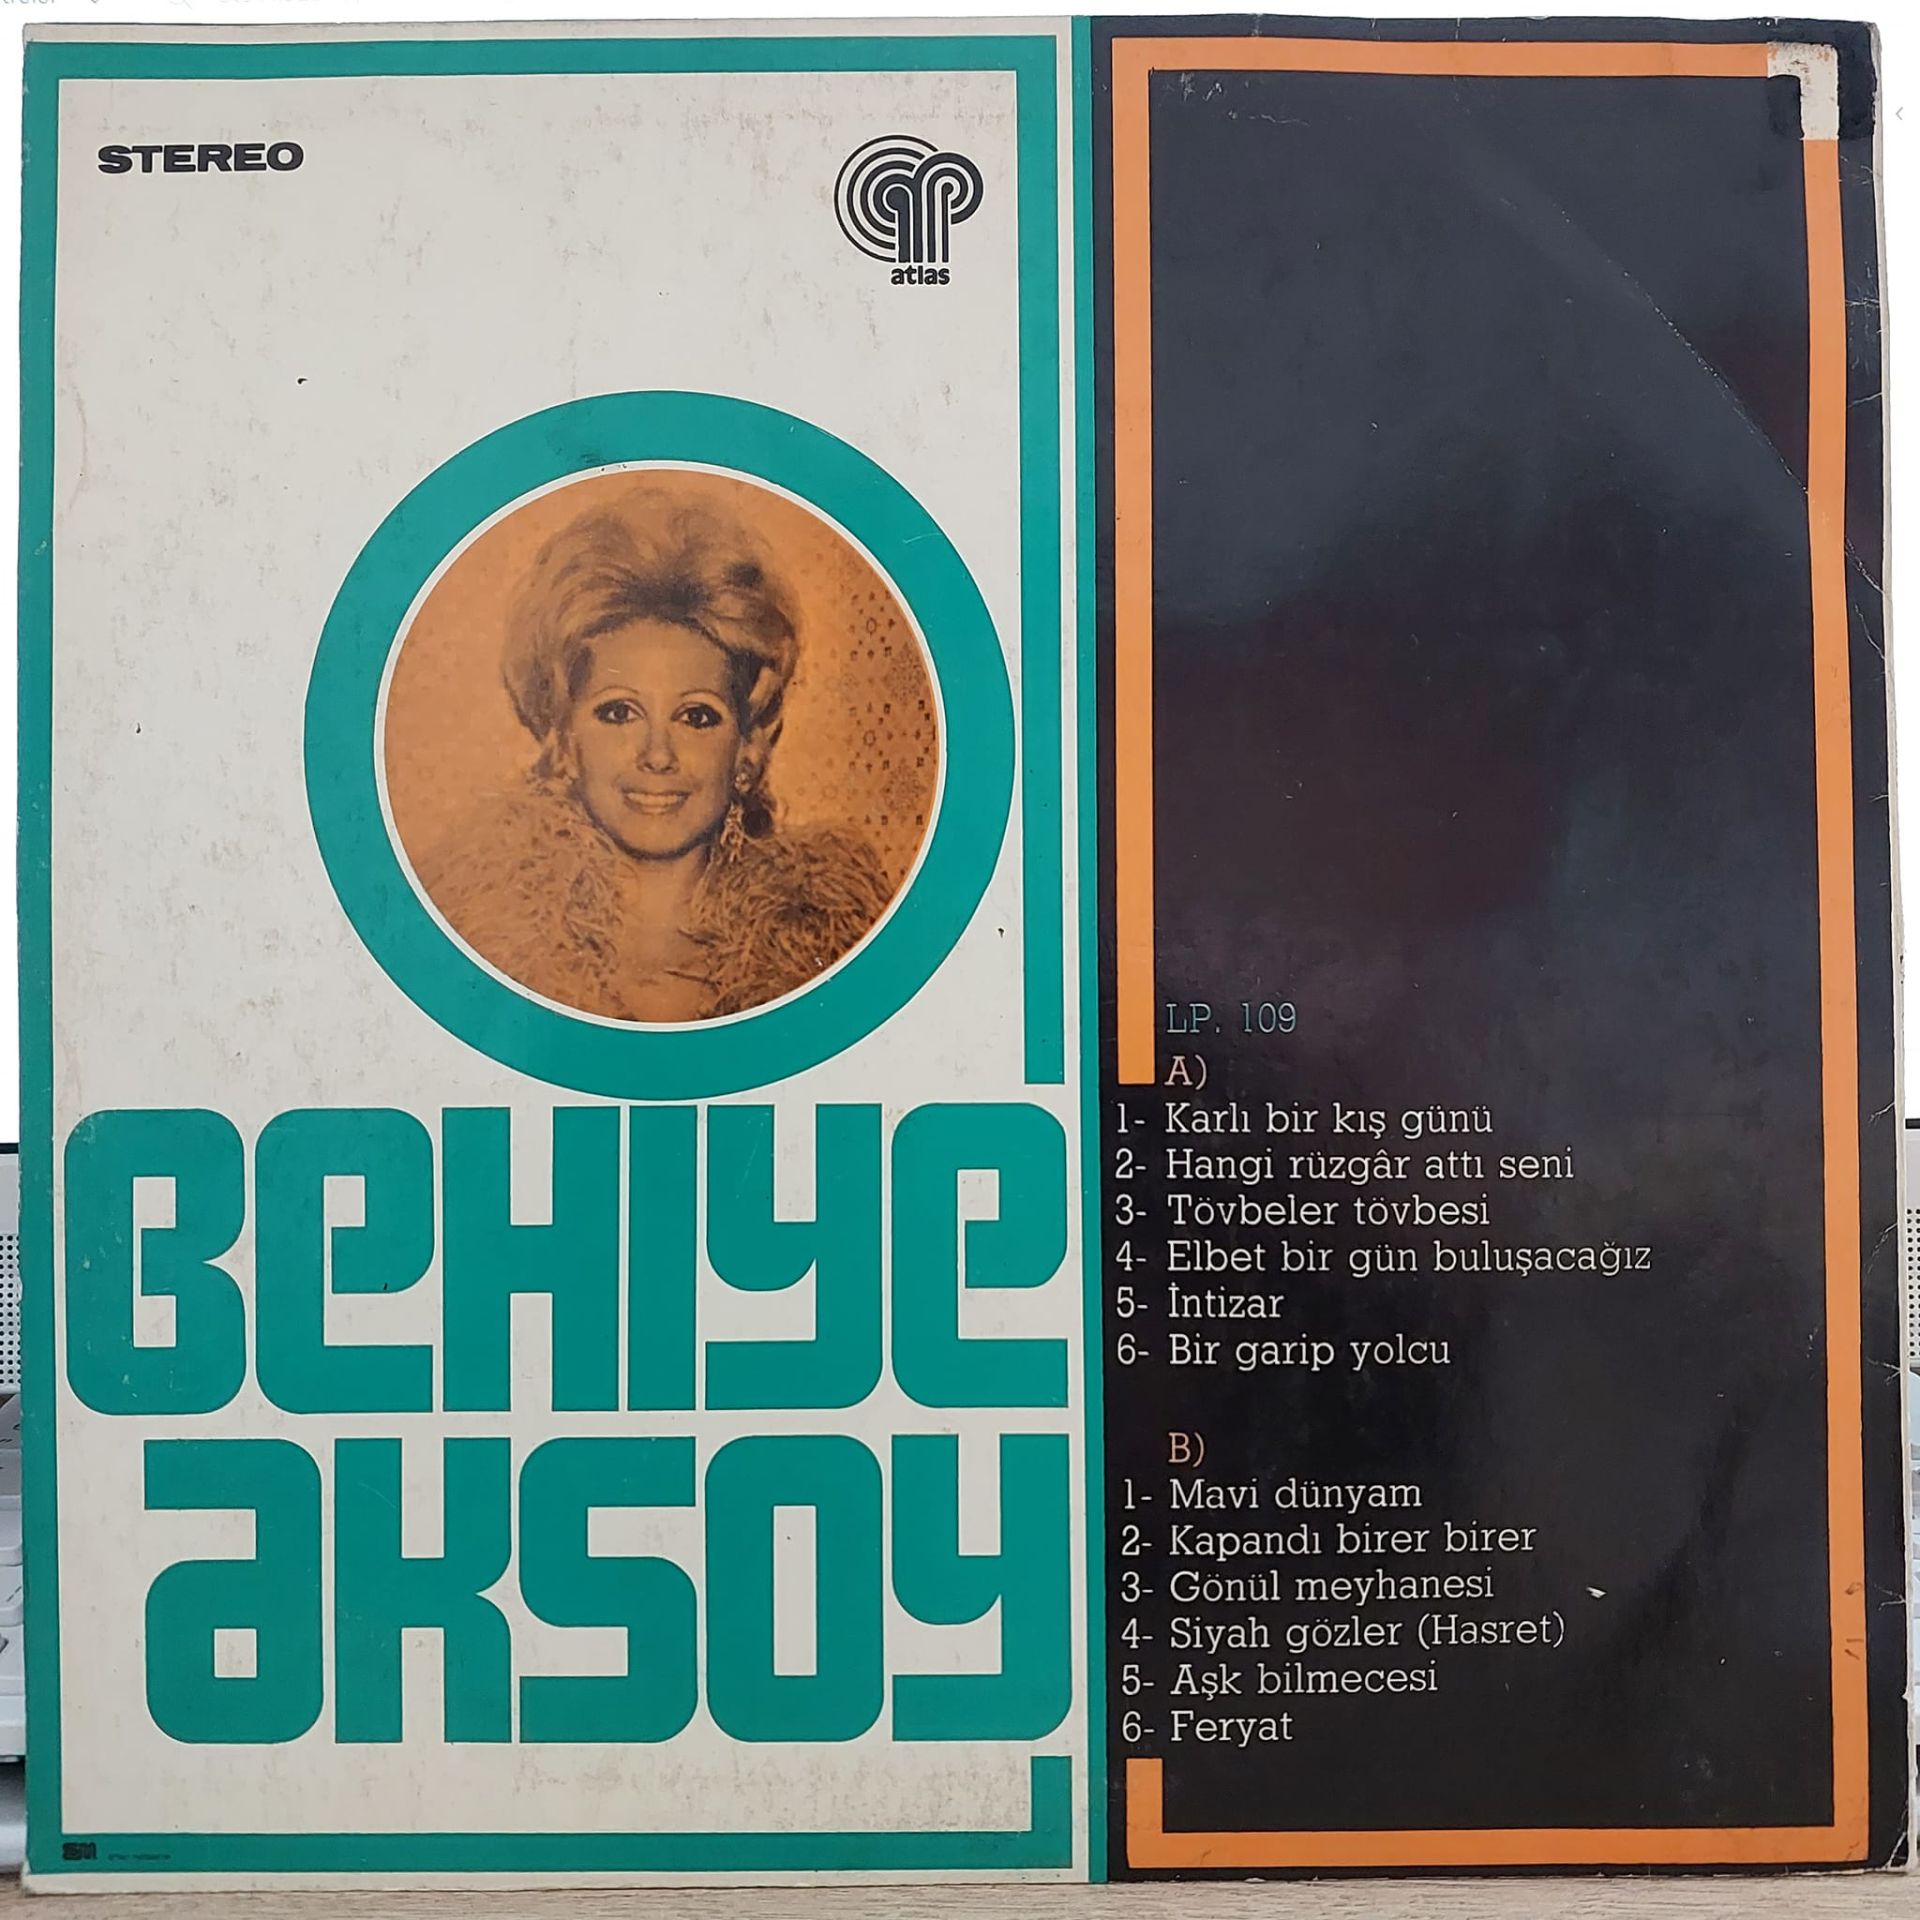 STEREO
atlas
BEHIYE
AKSOY
LP. 109
A)
1- Karlı bir kış günü
2- Hangi rüzgâr attı seni
3- Tövbeler tövbesi
4- Elbet bir gün buluşacağız
5- İntizar
6- Bir garip yolcu
B)
1- Mavi dünyam
2- Kapandı birer birer
3- Gönül meyhanesi
4- Siyah gözler (Hasret)
5- Aşk bilmecesi
6- Feryat